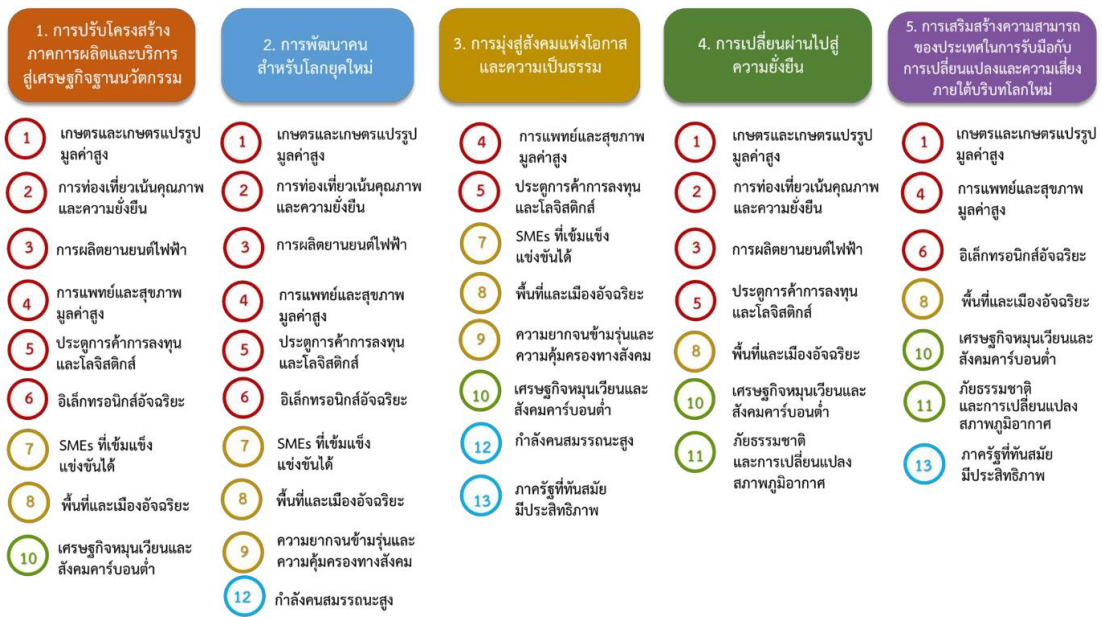 1. การปรับโครงสร้าง
ภาคการผลิตและบริการ
สู่เศรษฐกิจฐานนวัตกรรม
1
เกษตรและเกษตรแปรรูป
มูลค่าสูง
2
การท่องเที่ยวเน้นคุณภาพ
และความยั่งยืน
3
การผลิตยานยนต์ไฟฟ้า
4
การแพทย์และสุขภาพ
มูลค่าสูง
5
ประตูการค้าการลงทุน
และโลจิสติกส์
6
อิเล็กทรอนิกส์อัจฉริยะ
7
SMEs ที่เข้มแข็ง
แข่งขันได้
8
พื้นที่และเมืองอัจฉริยะ
10
เศรษฐกิจหมุนเวียนและ
สังคมคาร์บอนต่ำ
2. การพัฒนาคน
สำหรับโลกยุคใหม่
1
เกษตรและเกษตรแปรรูป
มูลค่าสูง
2
การท่องเที่ยวเน้นคุณภาพ
และความยั่งยืน
3
การผลิตยานยนต์ไฟฟ้า
4
การแพทย์และสุขภาพ
มูลค่าสูง
5
ประตูการค้าการลงทุน
และโลจิสติกส์
6
อิเล็กทรอนิกส์อัจฉริยะ
7
SMEs ที่เข้มแข็ง
แข่งขันได้
8
พื้นที่และเมืองอัจฉริยะ
9
ความยากจนข้ามรุ่นและ
ความคุ้มครองทางสังคม
12
กำลังคนสมรรถนะสูง
3. การมุ่งสู่สังคมแห่งโอกาส
และความเป็นธรรม
4
การแพทย์และสุขภาพ
มูลค่าสูง
5
ประตูการค้าการลงทุน
และโลจิสติกส์
7
SMEs ที่เข้มแข็ง
แข่งขันได้
8
พื้นที่และเมืองอัจฉริยะ
9
ความยากจนข้ามรุ่นและ
ความคุ้มครองทางสังคม
10
เศรษฐกิจหมุนเวียนและ
สังคมคาร์บอนต่ำ
12
กำลังคนสมรรถนะสูง
13
ภาครัฐที่ทันสมัย
มีประสิทธิภาพ
4. การเปลี่ยนผ่านไปสู่
ความยั่งยืน
1
เกษตรและเกษตรแปรรูป
มูลค่าสูง
2
การท่องเที่ยวเน้นคุณภาพ
และความยั่งยืน
3
การผลิตยานยนต์ไฟฟ้า
5
ประตูการค้าการลงทุน
และโลจิสติกส์
8
พื้นที่และเมืองอัจฉริยะ
10
เศรษฐกิจหมุนเวียนและ
สังคมคาร์บอนต่ำ
11
ภัยธรรมชาติ
และการเปลี่ยนแปลง
สภาพภูมิอากาศ
5. การเสริมสร้างความสามารถ
ของประเทศในการรับมือกับ
การเปลี่ยนแปลงและความเสี่ยง
ภายใต้บริบทโลกใหม่
1
เกษตรและเกษตรแปรรูป
มูลค่าสูง
4
การแพทย์และสุขภาพ
มูลค่าสูง
6
อิเล็กทรอนิกส์อัจฉริยะ
8
พื้นที่และเมืองอัจฉริยะ
10
เศรษฐกิจหมุนเวียนและ
สังคมคาร์บอนต่ำ
11
ภัยธรรมชาติ
และการเปลี่ยนแปลง
สภาพภูมิอากาศ
13
ภาครัฐที่ทันสมัย
มีประสิทธิภาพ